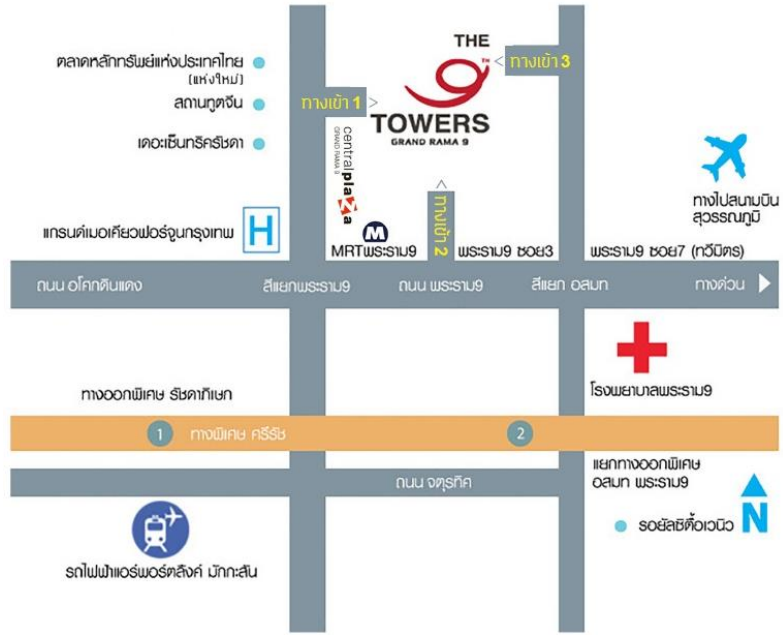 ตลาดหลักทรัพย์แห่งประเทศไทย
(แห่งใหม่)
สถานทูตจีน
เดอะเซ็นทริครัชดา
THE
9TH
TOWERS
GRAND RAMA 9
ทางเข้า 1 >
< ทางเข้า 3
centralplaza
GRAND RAMA 9
< ทางเข้า 2
ทางไปสนามบิน
สุวรรณภูมิ
แกรนด์เมอเคียวฟอร์จูนกรุงเทพ
H
M
MRTพระราม9
พระราม9 ซอย3
พระราม9 ซอย7 (ทวีมิตร)
ถนน อโศกดินแดง
สี่แยกพระราม9
ถนน พระราม9
สี่แยก อสมท
ทางด่วน
โรงพยาบาลพระราม9
ทางออกพิเศษ รัชดาภิเษก
1
ทางพิเศษ ศรีรัช
2
แยกทางออกพิเศษ
อสมท พระราม9
ถนน จตุรทิศ
รอยัลซิตี้อเวนิว
N
รถไฟฟ้าแอร์พอร์ตลิงค์ มักกะสัน